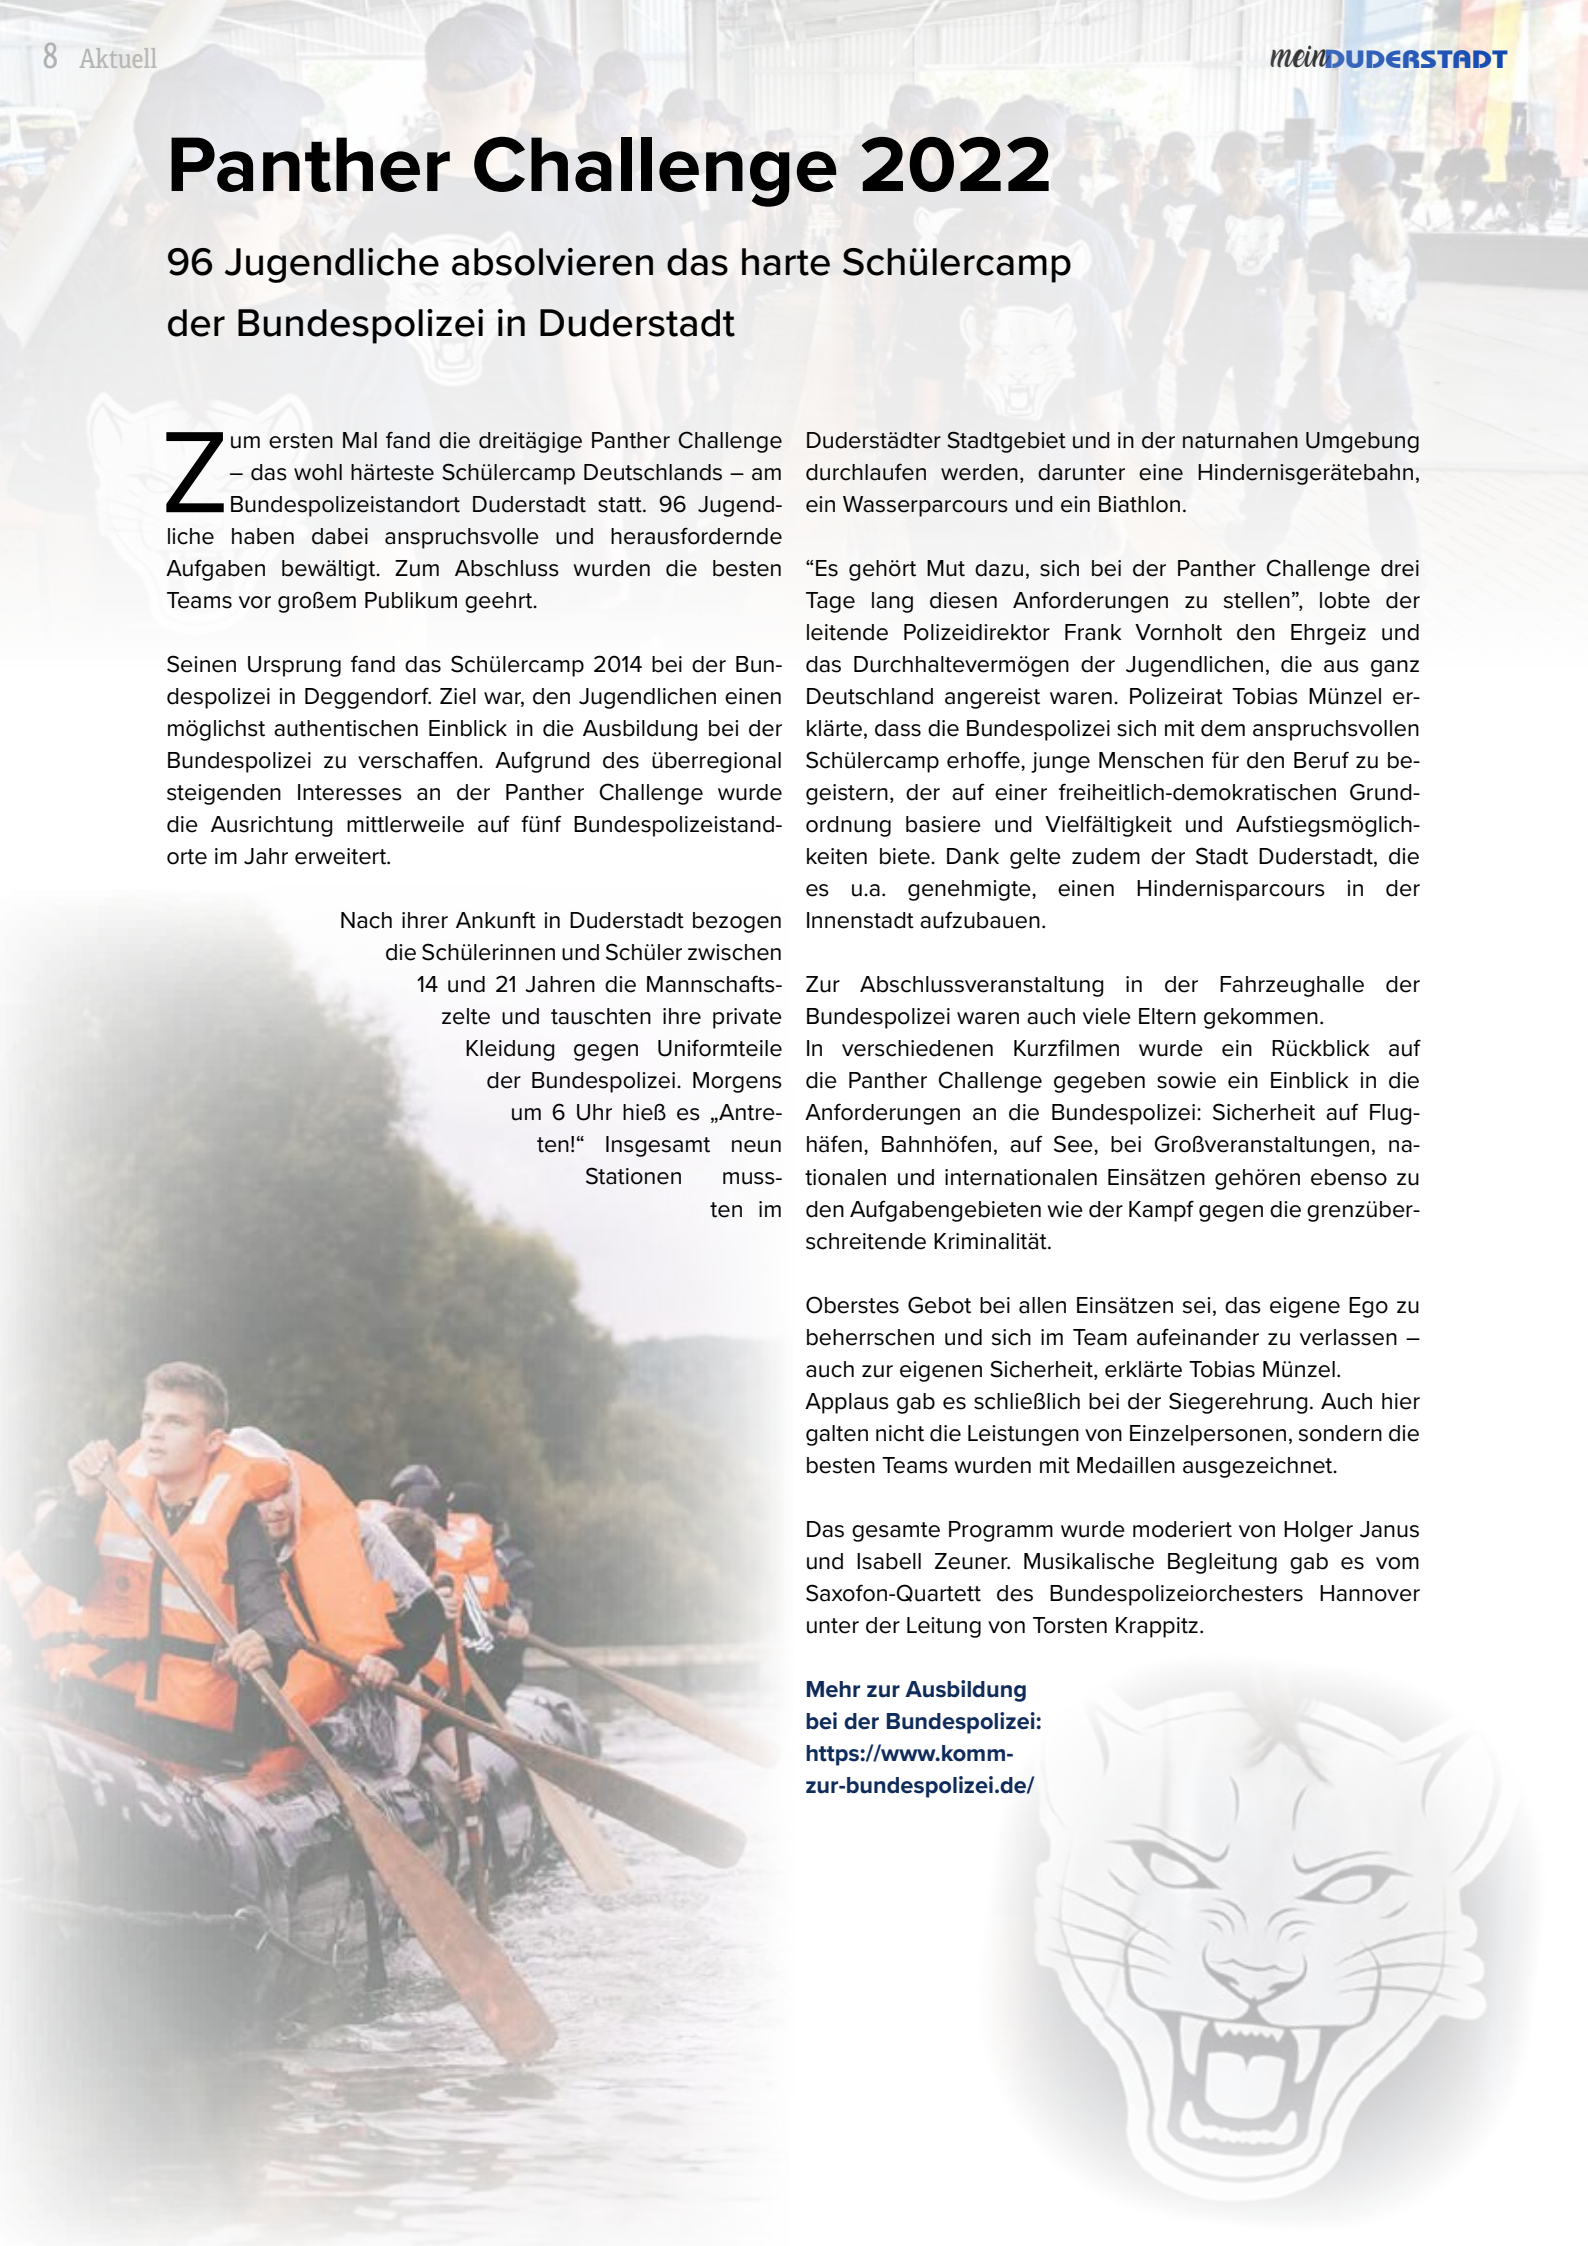 8 Aktuell
meinDUDERSTADT
Panther Challenge 2022
96 Jugendliche absolvieren das harte Schülercamp
der Bundespolizei in Duderstadt
Zum ersten Mal fand die dreitägige Panther Challenge
– das wohl härteste Schülercamp Deutschlands – am
Bundespolizeistandort Duderstadt statt. 96 Jugend-
liche haben dabei anspruchsvolle und herausfordernde
Aufgaben bewältigt. Zum Abschluss wurden die besten
Teams vor großem Publikum geehrt.
Seinen Ursprung fand das Schülercamp 2014 bei der Bun-
despolizei in Deggendorf. Ziel war, den Jugendlichen einen
möglichst authentischen Einblick in die Ausbildung bei der
Bundespolizei zu verschaffen. Aufgrund des überregional
steigenden Interesses an der Panther Challenge wurde
die Ausrichtung mittlerweile auf fünf Bundespolizeistand-
orte im Jahr erweitert.
Nach ihrer Ankunft in Duderstadt bezogen
die Schülerinnen und Schüler zwischen
14 und 21 Jahren die Mannschafts-
zelte und tauschten ihre private
Kleidung gegen Uniformteile
der Bundespolizei. Morgens
um 6 Uhr hieß es „Antre-
ten!“ Insgesamt neun
Stationen muss-
ten im
Duderstädter Stadtgebiet und in der naturnahen Umgebung
durchlaufen werden, darunter eine Hindernisgerätebahn,
ein Wasserparcours und ein Biathlon.
“Es gehört Mut dazu, sich bei der Panther Challenge drei
Tage lang diesen Anforderungen zu stellen”, lobte der
leitende Polizeidirektor Frank Vornholt den Ehrgeiz und
das Durchhaltevermögen der Jugendlichen, die aus ganz
Deutschland angereist waren. Polizeirat Tobias Münzel er-
klärte, dass die Bundespolizei sich mit dem anspruchsvollen
Schülercamp erhoffe, junge Menschen für den Beruf zu be-
geistern, der auf einer freiheitlich-demokratischen Grund-
ordnung basiere und Vielfältigkeit und Aufstiegsmöglich-
keiten biete. Dank gelte zudem der Stadt Duderstadt, die
es u.a. genehmigte, einen Hindernisparcours in der
Innenstadt aufzubauen.
Zur Abschlussveranstaltung in der Fahrzeughalle der
Bundespolizei waren auch viele Eltern gekommen.
In verschiedenen Kurzfilmen wurde ein Rückblick auf
die Panther Challenge gegeben sowie ein Einblick in die
Anforderungen an die Bundespolizei: Sicherheit auf Flug-
häfen, Bahnhöfen, auf See, bei Großveranstaltungen, na-
tionalen und internationalen Einsätzen gehören ebenso zu
den Aufgabengebieten wie der Kampf gegen die grenzüber-
schreitende Kriminalität.
Oberstes Gebot bei allen Einsätzen sei, das eigene Ego zu
beherrschen und sich im Team aufeinander zu verlassen –
auch zur eigenen Sicherheit, erklärte Tobias Münzel.
Applaus gab es schließlich bei der Siegerehrung. Auch hier
galten nicht die Leistungen von Einzelpersonen, sondern die
besten Teams wurden mit Medaillen ausgezeichnet.
Das gesamte Programm wurde moderiert von Holger Janus
und Isabell Zeuner. Musikalische Begleitung gab es vom
Saxofon-Quartett des Bundespolizeiorchesters Hannover
unter der Leitung von Torsten Krappitz.
Mehr zur Ausbildung
bei der Bundespolizei:
https://www.komm-
zur-bundespolizei.de/